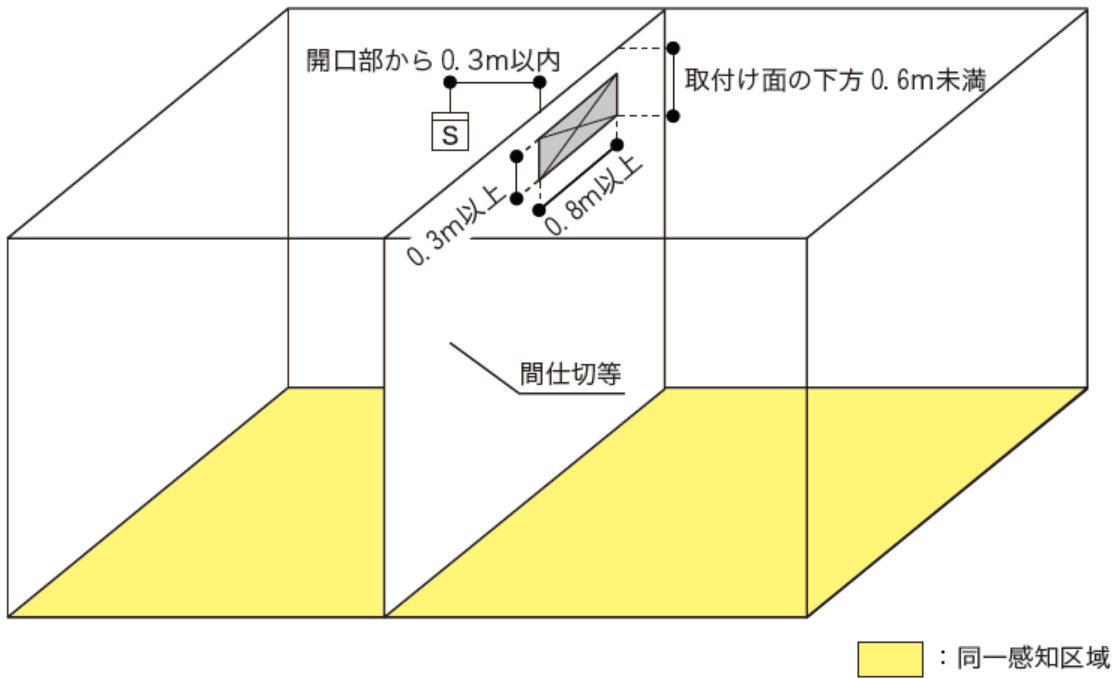 開口部から0.3m以内
取付け面の下方0.6m未満
S
0.3m以上
0.8m以上
間仕切等
：同一感知区域